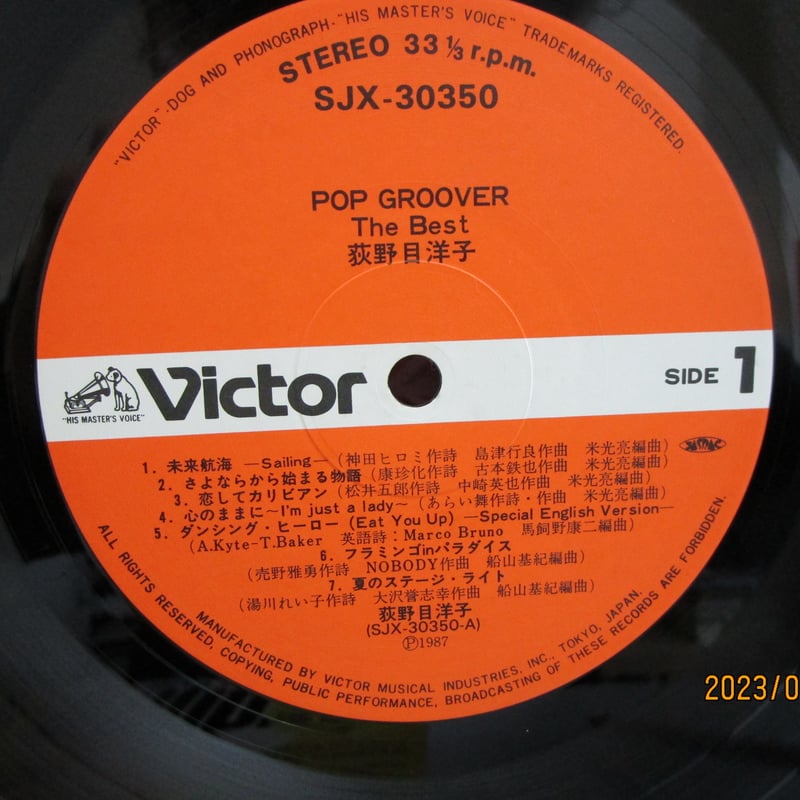 "VICTOR"-DOG AND PHONOGRAPH-"HIS MASTER'S VOICE" TRADEMARKS REGISTERED.
STEREO 33 1/3 r.p.m.
SJX-30350
POP GROOVER
The Best
荻野目洋子
"HIS MASTER'S VOICE"
Victor
SIDE 1
1. 未来航海 —Sailing—(神田ヒロミ作詩 島津行良作曲 米光亮編曲)
2. さよならから始まる物語(康珍化作詩 古本鉄也作曲 米光亮編曲)
3. 恋してカリビアン(松井五郎作詩 中崎英也作曲 米光亮編曲)
4. 心のままに~I'm just a lady~(あらい舞作詩・作曲 米光亮編曲)
5. ダンシング・ヒーロー (Eat You Up) —Special English Version—
(A.Kyte-T.Baker 英語詩:Marco Bruno 馬飼野康二編曲)
6. フラミンゴinパラダイス
(売野雅勇作詩 NOBODY作曲 船山基紀編曲)
7. 夏のステージ・ライト
(湯川れい子作詩 大沢誉志幸作曲 船山基紀編曲)
荻野目洋子
(SJX-30350-A)
Ⓟ1987
ALL RIGHTS RESERVED, COPYING, PUBLIC PERFORMANCE, BROADCASTING OF THESE RECORDS ARE FORBIDDEN.
MANUFACTURED BY VICTOR MUSICAL INDUSTRIES, INC., TOKYO, JAPAN.
2023/0